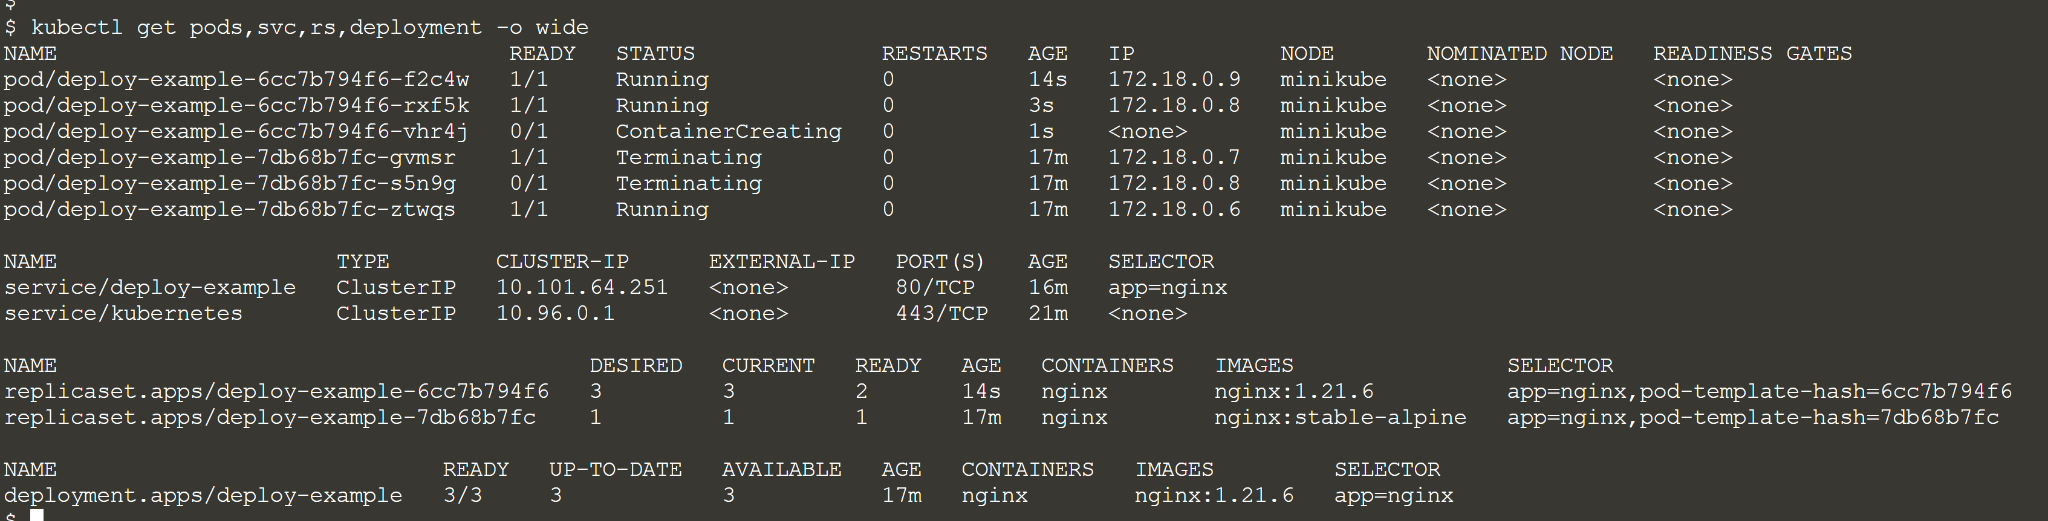 $
$ kubectl get pods,svc,rs,deployment -o wide
NAME READY STATUS RESTARTS AGE IP NODE NOMINATED NODE READINESS GATES
pod/deploy-example-6cc7b794f6-f2c4w 1/1 Running 0 14s 172.18.0.9 minikube <none> <none>
pod/deploy-example-6cc7b794f6-rxf5k 1/1 Running 0 3s 172.18.0.8 minikube <none> <none>
pod/deploy-example-6cc7b794f6-vhr4j 0/1 ContainerCreating 0 1s <none> minikube <none> <none>
pod/deploy-example-7db68b7fc-gvmsr 1/1 Terminating 0 17m 172.18.0.7 minikube <none> <none>
pod/deploy-example-7db68b7fc-s5n9g 0/1 Terminating 0 17m 172.18.0.8 minikube <none> <none>
pod/deploy-example-7db68b7fc-ztwqs 1/1 Running 0 17m 172.18.0.6 minikube <none> <none>
NAME TYPE CLUSTER-IP EXTERNAL-IP PORT(S) AGE SELECTOR
service/deploy-example ClusterIP 10.101.64.251 <none> 80/TCP 16m app=nginx
service/kubernetes ClusterIP 10.96.0.1 <none> 443/TCP 21m <none>
NAME DESIRED CURRENT READY AGE CONTAINERS IMAGES SELECTOR
replicaset.apps/deploy-example-6cc7b794f6 3 3 2 14s nginx nginx:1.21.6 app=nginx,pod-template-hash=6cc7b794f6
replicaset.apps/deploy-example-7db68b7fc 1 1 1 17m nginx nginx:stable-alpine app=nginx,pod-template-hash=7db68b7fc
NAME READY UP-TO-DATE AVAILABLE AGE CONTAINERS IMAGES SELECTOR
deployment.apps/deploy-example 3/3 3 3 17m nginx nginx:1.21.6 app=nginx
$